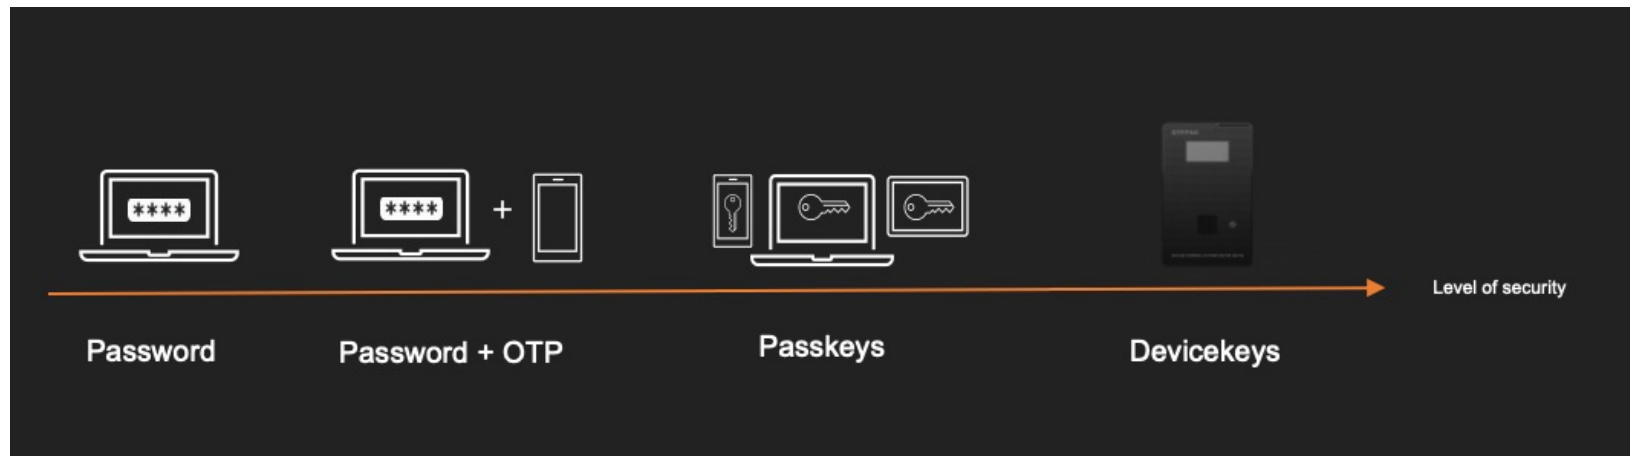 ****
****
+
Level of security
Password
Password + OTP
Passkeys
Devicekeys